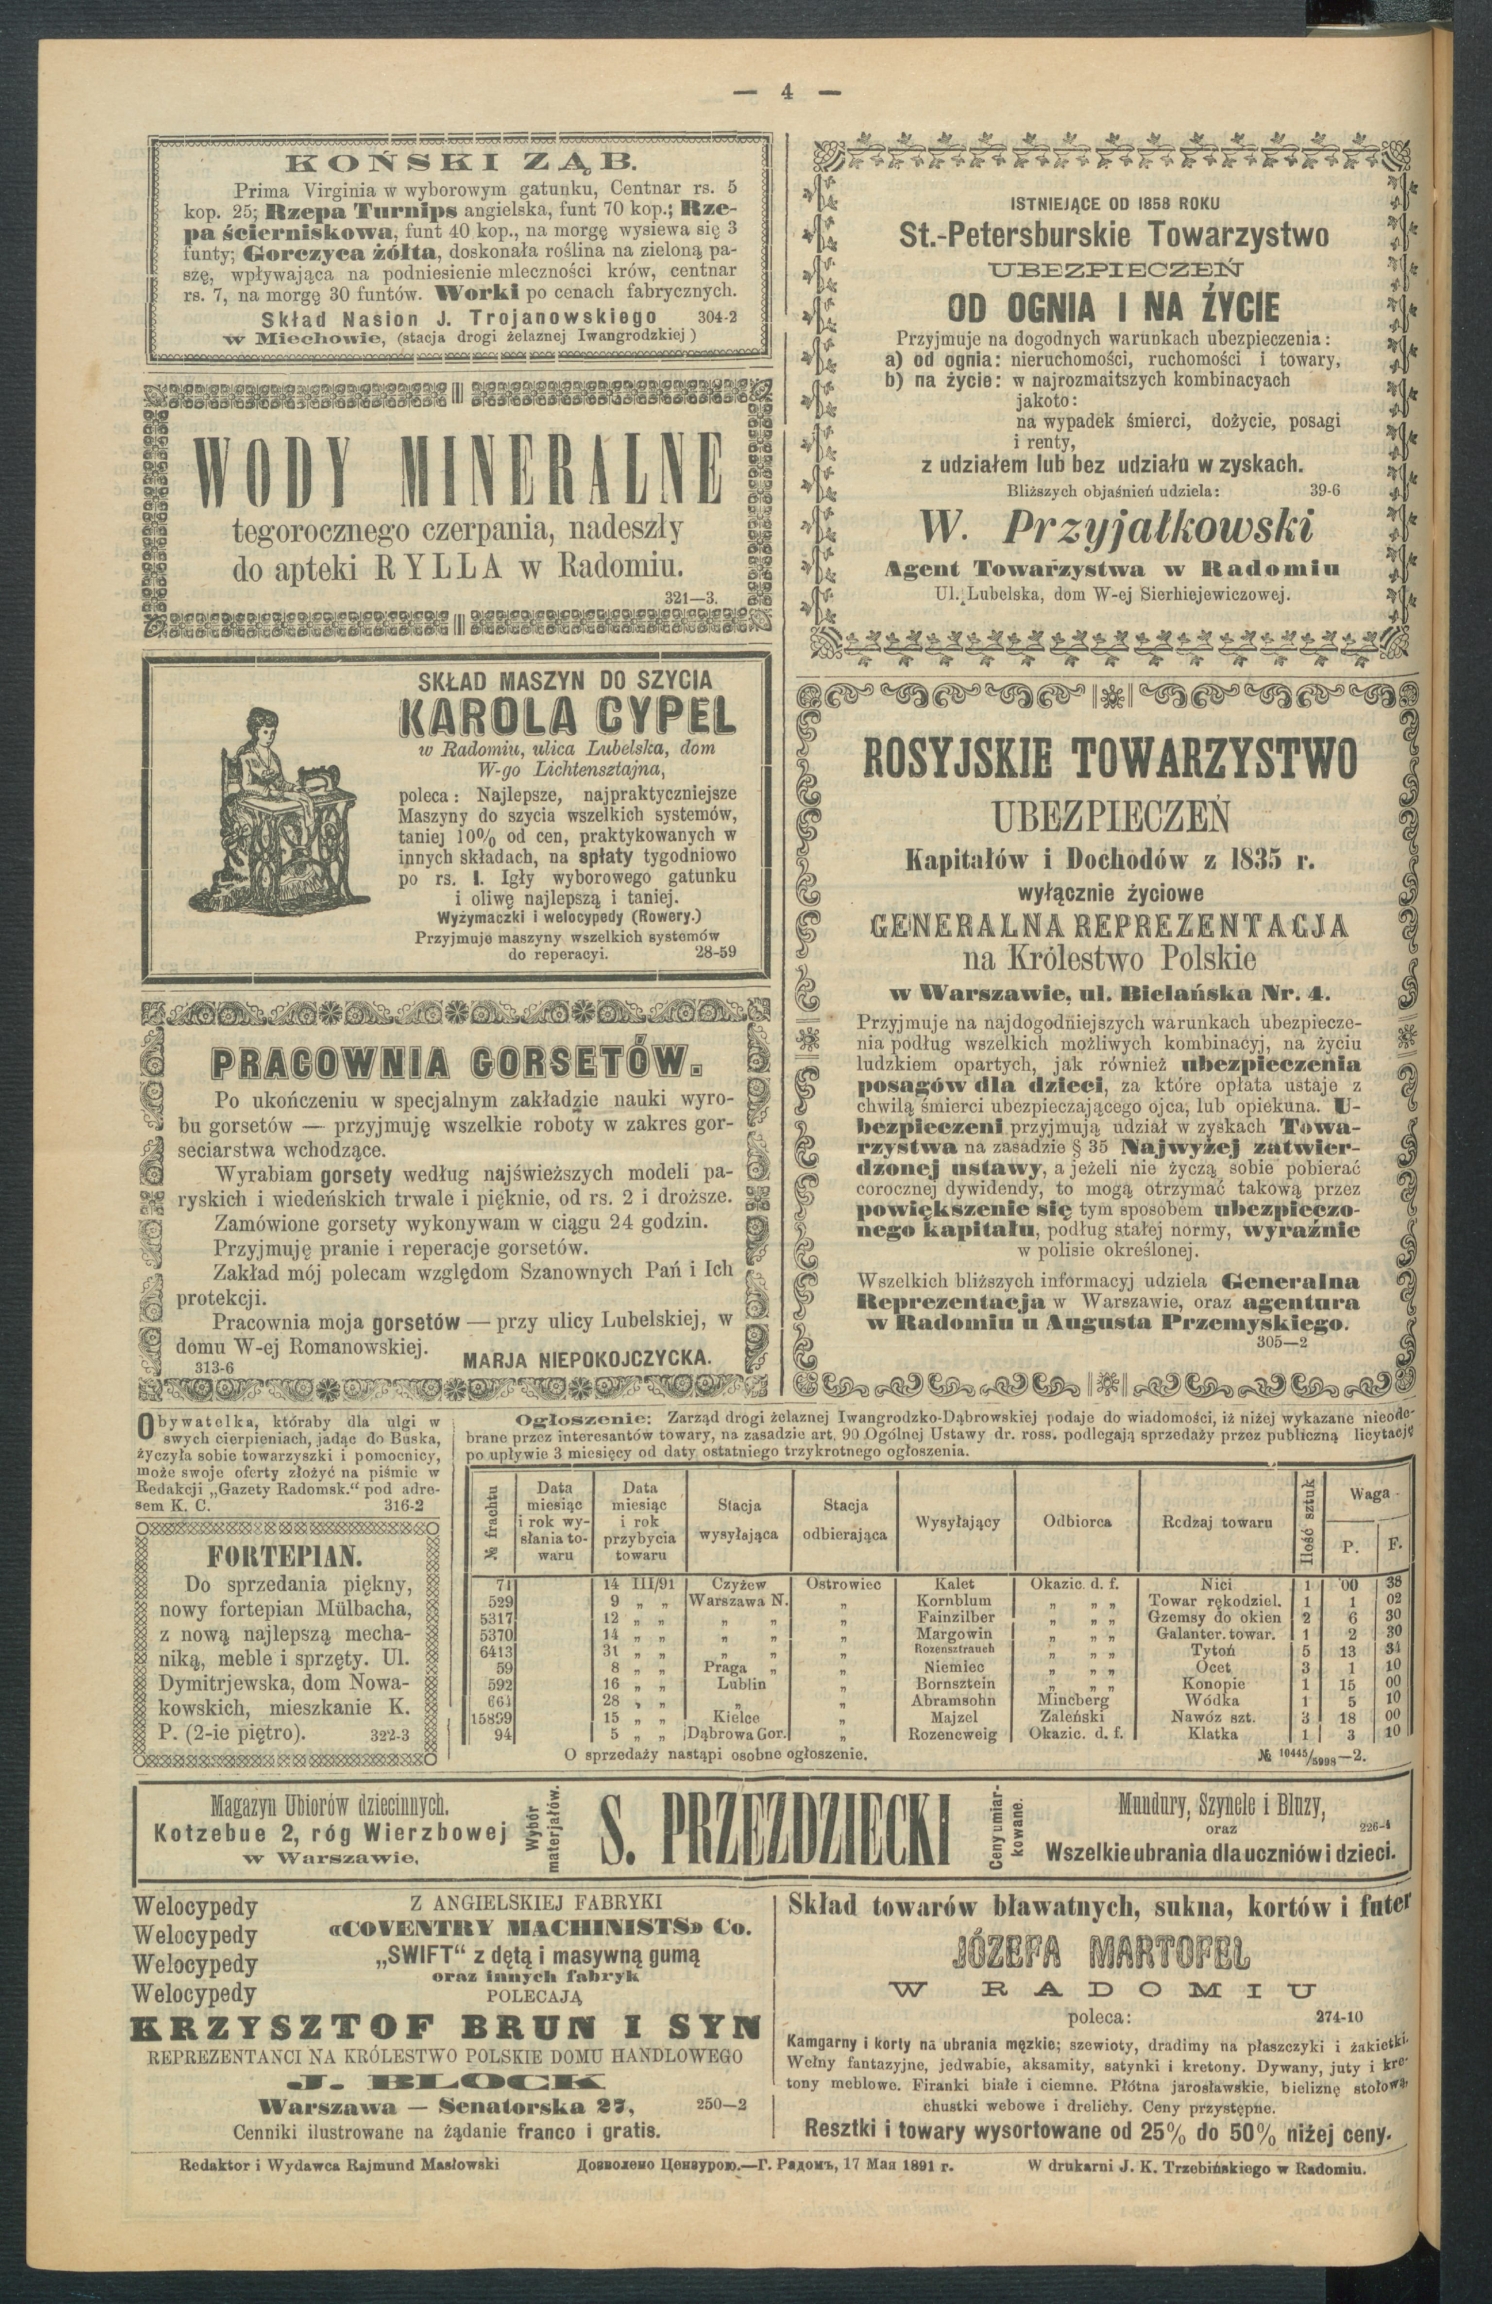 — 4 —
KOŃSKI ZĄB.
Prima Virginia w wyborowym gatunku, Centnar rs. 5
kop. 25; Rzepa Turnips angielska, funt 70 kop.; Rze-
pa ścierniskowa, funt 40 kop., na morgę wysiewa się 3
funty; Gorczyca żółta, doskonała roślina na zieloną pa-
szę, wpływająca na podniesienie mleczności krów, centnar
rs. 7, na morgę 30 funtów. Worki po cenach fabrycznych.
Skład Nasion J. Trojanowskiego 304-2
w Miechowie, (stacja drogi żelaznej Iwangrodzkiej)
WODY MINERALNE
tegorocznego czerpania, nadeszły
do apteki RYLLA w Radomiu.
321—3.
SKŁAD MASZYN DO SZYCIA
KAROLA CYPEL
w Radomiu, ulica Lubelska, dom
W-go Lichtensztajna,
poleca: Najlepsze, najpraktyczniejsze
Maszyny do szycia wszelkich systemów,
taniej 10% od cen, praktykowanych w
innych składach, na spłaty tygodniowo
po rs. 1. Igły wyborowego gatunku
i oliwę najlepszą i taniej.
Wyżymaczki i welocypedy (Rowery.)
Przyjmuje maszyny wszelkich systemów
do reperacyi. 28-59
PRACOWNIA GORSETÓW.
Po ukończeniu w specjalnym zakładzie nauki wyro-
bu gorsetów — przyjmuję wszelkie roboty w zakres gor-
seciarstwa wchodzące.
Wyrabiam gorsety według najświeższych modeli pa-
ryskich i wiedeńskich trwale i pięknie, od rs. 2 i droższe.
Zamówione gorsety wykonywam w ciągu 24 godzin.
Przyjmuję pranie i reperacje gorsetów.
Zakład mój polecam względom Szanownych Pań i Ich
protekcji.
Pracownia moja gorsetów — przy ulicy Lubelskiej, w
domu W-ej Romanowskiej.
313-6 MARJA NIEPOKOJCZYCKA.
ISTNIEJĄCE OD 1858 ROKU
St.-Petersburskie Towarzystwo
UBEZPIECZEŃ
OD OGNIA I NA ŻYCIE
Przyjmuje na dogodnych warunkach ubezpieczenia:
a) od ognia: nieruchomości, ruchomości i towary,
b) na życie: w najrozmaitszych kombinacyach
jakoto:
na wypadek śmierci, dożycie, posagi
i renty,
z udziałem lub bez udziału w zyskach.
Bliższych objaśnień udziela: 39-6
W. Przyjałkowski
Agent Towarzystwa w Radomiu
Ul. Lubelska, dom W-ej Sierhiejewiczowej.
ROSYJSKIE TOWARZYSTWO
UBEZPIECZEŃ
Kapitałów i Dochodów z 1835 r.
wyłącznie życiowe
GENERALNA REPREZENTACJA
na Królestwo Polskie
w Warszawie, ul. Bielańska Nr. 4.
Przyjmuje na najdogodniejszych warunkach ubezpiecze-
nia podług wszelkich możliwych kombinacyj, na życiu
ludzkiem opartych, jak również ubezpieczenia
posagów dla dzieci, za które opłata ustaje z
chwilą śmierci ubezpieczającego ojca, lub opiekuna. U-
bezpieczeni przyjmują udział w zyskach Towa-
rzystwa na zasadzie § 35 Najwyżej zatwier-
dzonej ustawy, a jeżeli nie życzą sobie pobierać
corocznej dywidendy, to mogą otrzymać takową przez
powiększenie się tym sposobem ubezpieczo-
nego kapitału, podług stałej normy, wyraźnie
w polisie określonej.
Wszelkich bliższych informacyj udziela Generalna
Reprezentacja w Warszawie, oraz agentura
w Radomiu u Augusta Przemyskiego.
305—2
Obywatelka, któraby dla ulgi w
swych cierpieniach, jadąc do Buska,
życzyła sobie towarzyszki i pomocnicy,
może swoje oferty złożyć na piśmie w
Redakcji „Gazety Radomsk.“ pod adre-
sem K. C. 316-2
FORTEPIAN.
Do sprzedania piękny,
nowy fortepian Mülbacha,
z nową najlepszą mecha-
niką, meble i sprzęty. Ul.
Dymitrjewska, dom Nowa-
kowskich, mieszkanie K.
P. (2-ie piętro). 322-3
Ogłoszenie: Zarząd drogi żelaznej Iwangrodzko-Dąbrowskiej podaje do wiadomości, iż niżej wykazane nieode-
brane przez interesantów towary, na zasadzie art. 90 Ogólnej Ustawy dr. ross. podlegają sprzedaży przez publiczną licytację
po upływie 3 miesięcy od daty ostatniego trzykrotnego ogłoszenia.
№ frachtu | Data miesiąc i rok wy-słania to-waru | Data miesiąc i rok przybycia towaru | Stacja wysyłająca | Stacja odbierająca | Wysyłający | Odbiorca | Rodzaj towaru | Ilość sztuk | Waga P. F.
71 14 III/91 Czyżew Ostrowiec Kalet Okazic. d. f. Nici 1 00 38
529 9 „ „ Warszawa N. „ Kornblum „ „ „ Towar rękodziel. 1 1 02
5317 12 „ „ „ „ „ Fainzilber „ „ „ Gzemsy do okien 2 6 30
5370 14 „ „ „ „ „ Margowin „ „ „ Galanter. towar. 1 2 30
6413 31 „ „ „ „ „ Rozensztrauch „ „ „ Tytoń 5 13 34
59 8 „ „ Praga „ „ Niemiec „ „ „ Ocet 3 1 10
592 16 „ „ Lublin „ Bornsztein „ „ „ Konopie 1 15 00
661 28 „ „ „ „ Abramsohn Mincberg Wódka 1 5 10
15899 15 „ „ Kielce „ Majzel Zaleński Nawóz szt. 3 18 00
94 5 „ „ Dąbrowa Gor. „ Rozencweig Okazic. d. f. Klatka 1 3 10
O sprzedaży nastąpi osobne ogłoszenie. № 10445/5998—2.
Magazyn Ubiorów dziecinnych.
Kotzebue 2, róg Wierzbowej
w Warszawie.
Wybór
materjałów.
S. PRZEZDZIECKI
Ceny umiar-
kowane.
Mundury, Szynele i Bluzy,
oraz 226-4
Wszelkie ubrania dla uczniów i dzieci.
Welocypedy
Welocypedy
Welocypedy
Welocypedy
Z ANGIELSKIEJ FABRYKI
«COVENTRY MACHINISTS» Co.
„SWIFT“ z dętą i masywną gumą
oraz innych fabryk
POLECAJĄ
KRZYSZTOF BRUN I SYN
REPREZENTANCI NA KRÓLESTWO POLSKIE DOMU HANDLOWEGO
J. BLOCK
Warszawa — Senatorska 27, 250—2
Cenniki ilustrowane na żądanie franco i gratis.
Skład towarów bławatnych, sukna, kortów i futer
JÓZEFA MARTOFEL
W RADOMIU
poleca: 274-10
Kamgarny i korty na ubrania męzkie; szewioty, dradimy na płaszczyki i żakietki.
Wełny fantazyjne, jedwabie, aksamity, satynki i kretony. Dywany, juty i kre-
tony meblowe. Firanki białe i ciemne. Płótna jarosławskie, bieliznę stołową,
chustki webowe i drelichy. Ceny przystępne.
Resztki i towary wysortowane od 25% do 50% niżej ceny.
Redaktor i Wydawca Rajmund Masłowski Дозволено Цензурою.—Г. Радомъ, 17 Мая 1891 г. W drukarni J. K. Trzebińskiego w Radomiu.